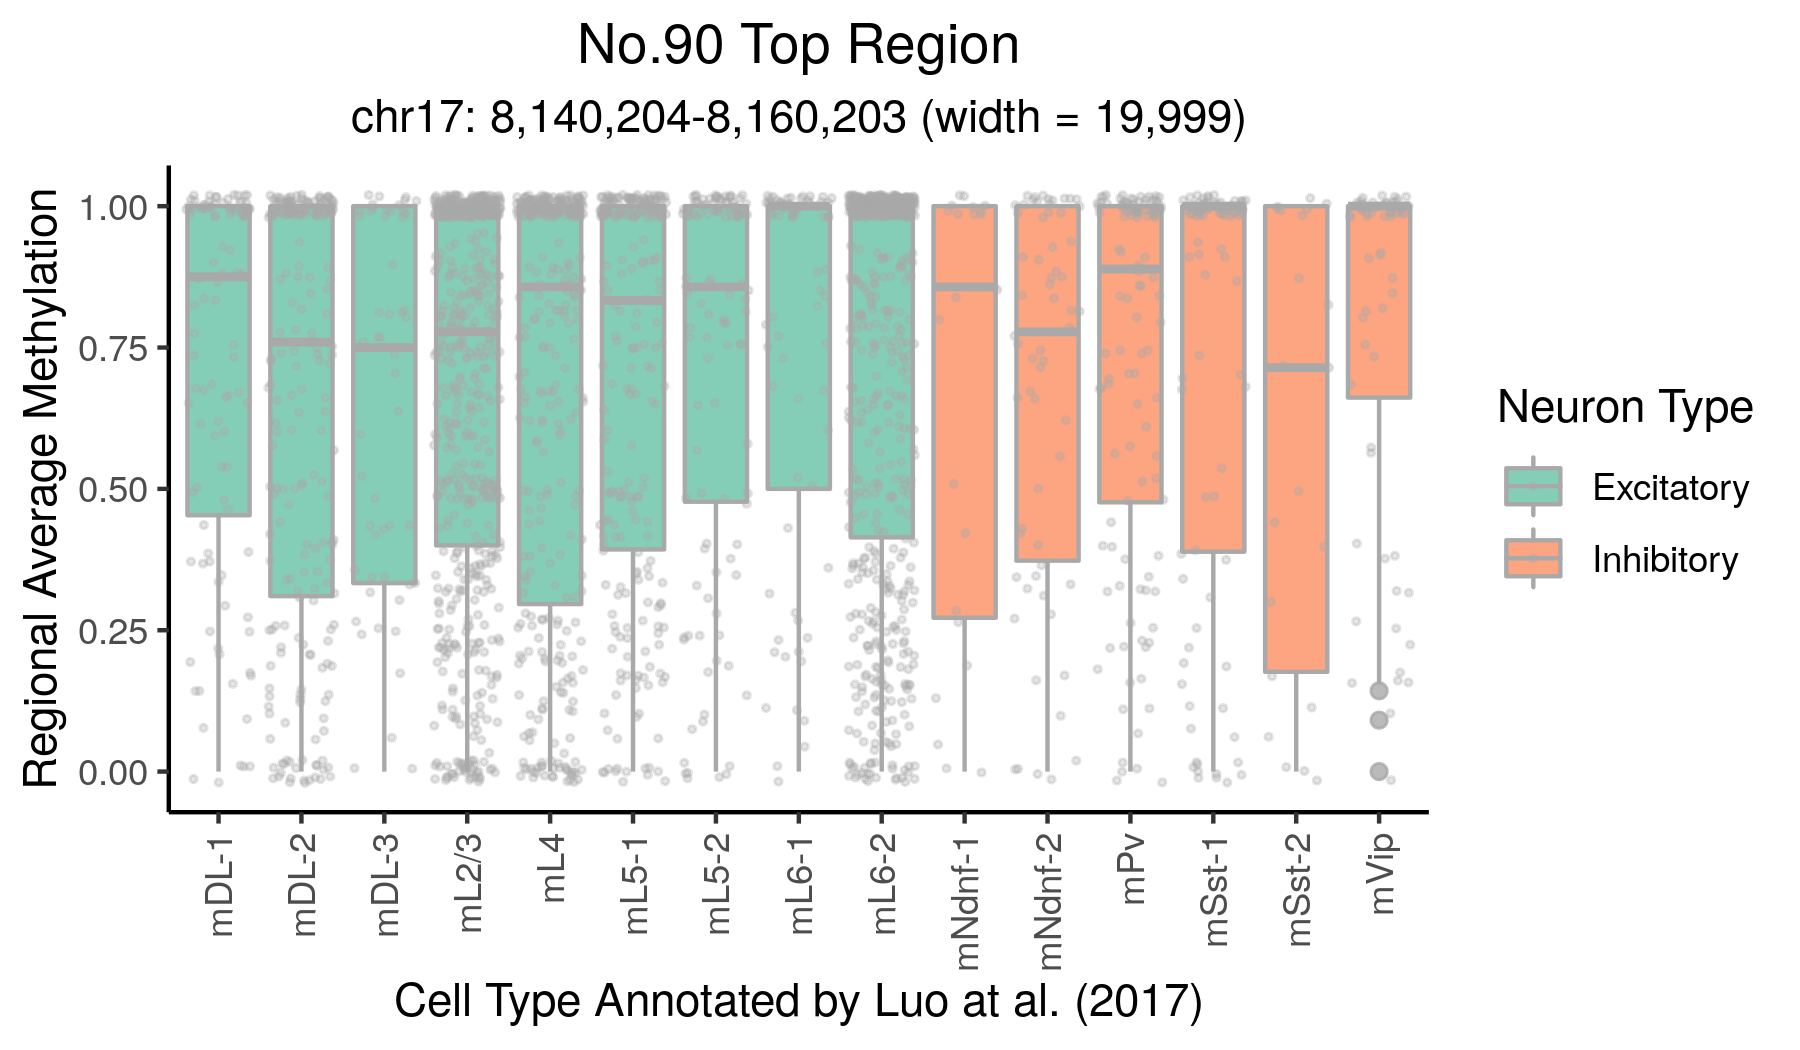 No.90 Top Region
chr17: 8,140,204-8,160,203 (width = 19,999)
Regional Average Methylation
1.00
0.75
0.50
0.25
0.00
mDL-1
mDL-2
mDL-3
mL2/3
mL4
mL5-1
mL5-2
mL6-1
mL6-2
mNdnf-1
mNdnf-2
mPv
mSst-1
mSst-2
mVip
Cell Type Annotated by Luo at al. (2017)
Neuron Type
Excitatory
Inhibitory